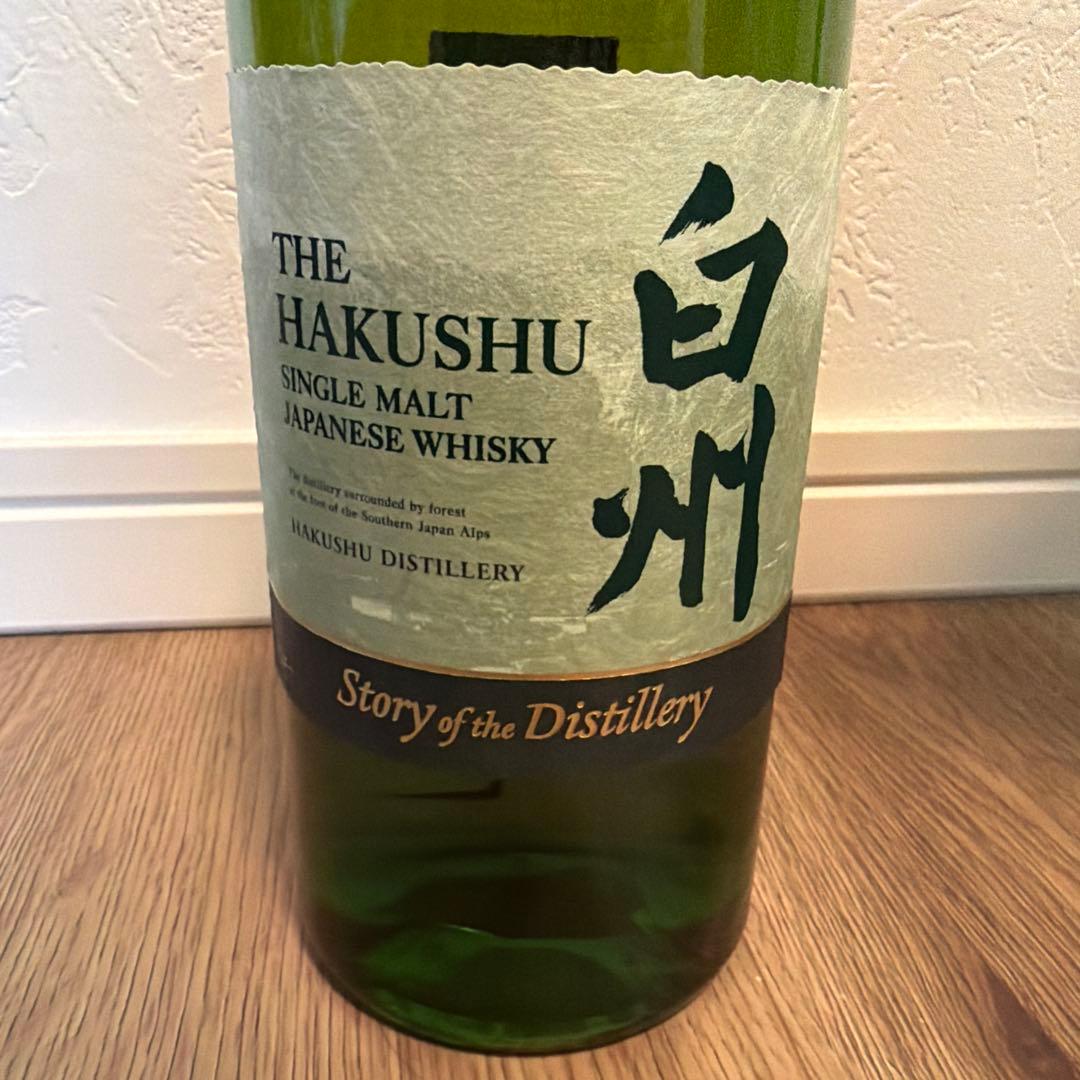 THE
HAKUSHU
SINGLE MALT
JAPANESE WHISKY
The distillery surrounded by forest
at the foot of the Southern Japan Alps
HAKUSHU DISTILLERY
白州
Story of the Distillery